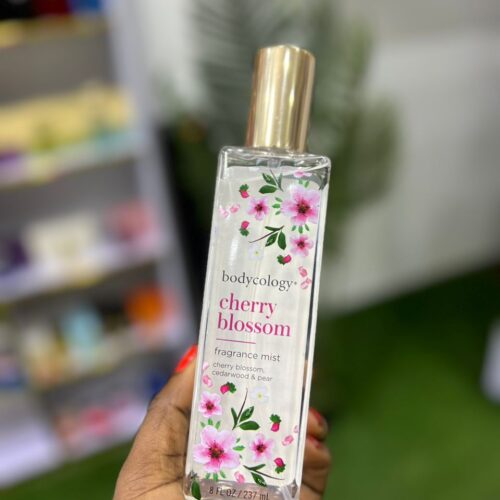 bodycology
cherry
blossom
fragrance mist
cherry blossom,
cedarwood & pear
8 FL OZ / 237 ml